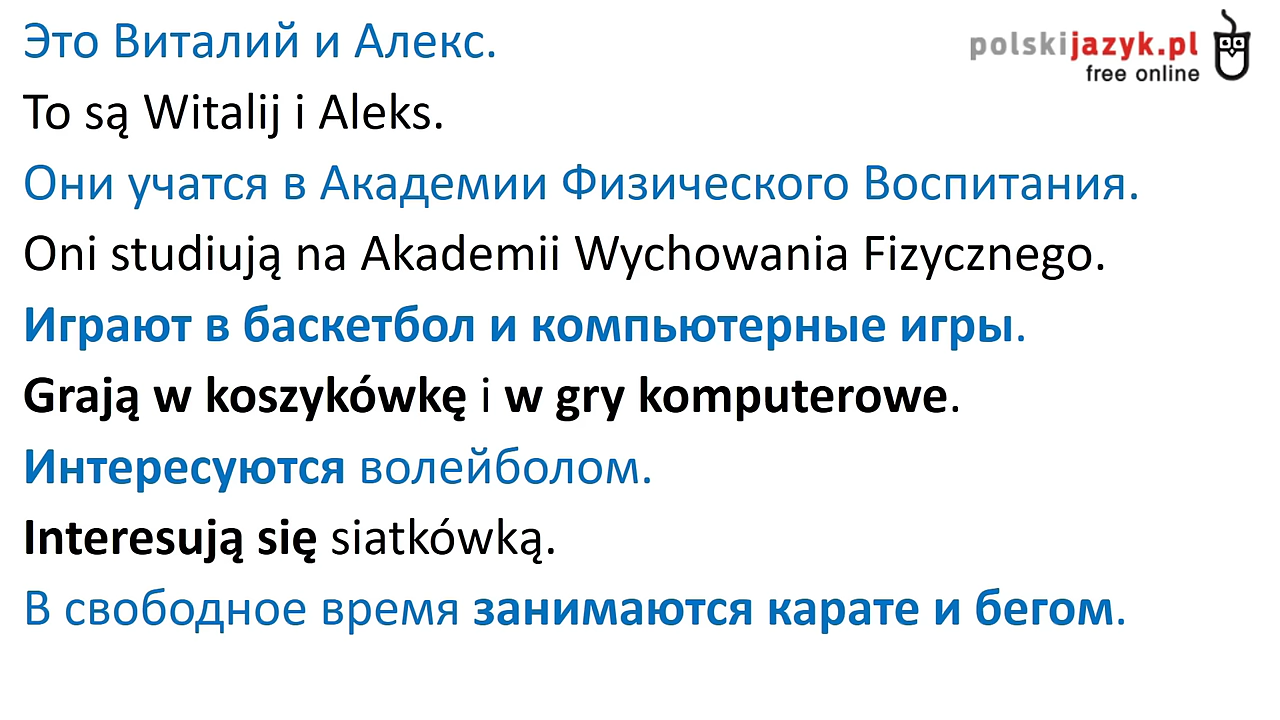 Это Виталий и Алекс.
polskijazyk.pl
free online
To są Witalij i Aleks.
Они учатся в Академии Физического Воспитания.
Oni studiują na Akademii Wychowania Fizycznego.
Играют в баскетбол и компьютерные игры.
Grają w koszykówkę i w gry komputerowe.
Интересуются волейболом.
Interesują się siatkówką.
В свободное время занимаются карате и бегом.